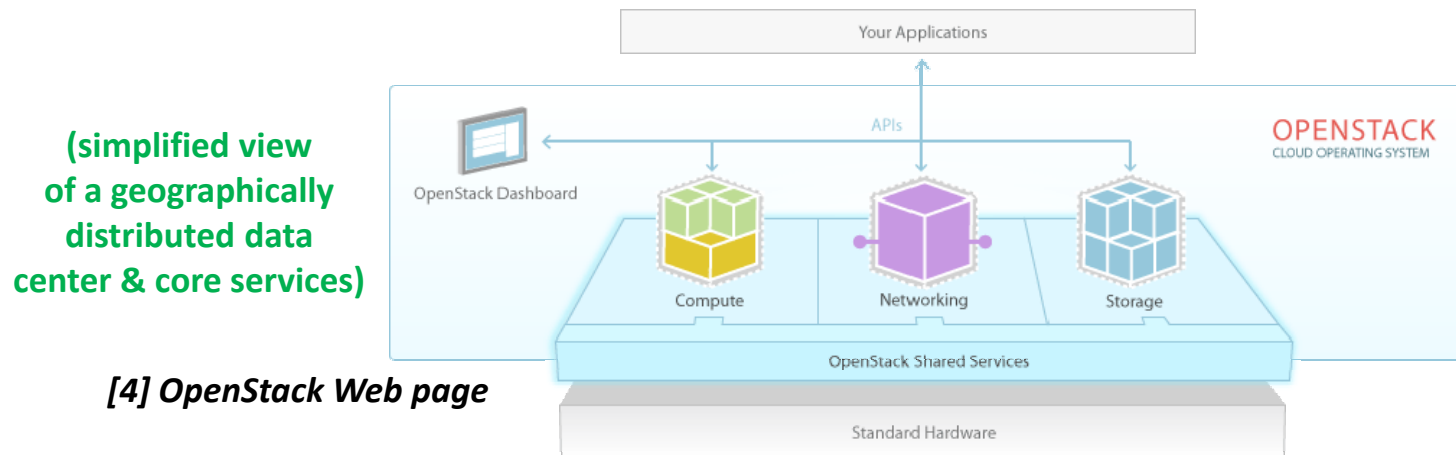 Your Applications
(simplified view
of a geographically
distributed data
center & core services)
APIs
OPENSTACK
CLOUD OPERATING SYSTEM
OpenStack Dashboard
Compute
Networking
Storage
OpenStack Shared Services
[4] OpenStack Web page
Standard Hardware